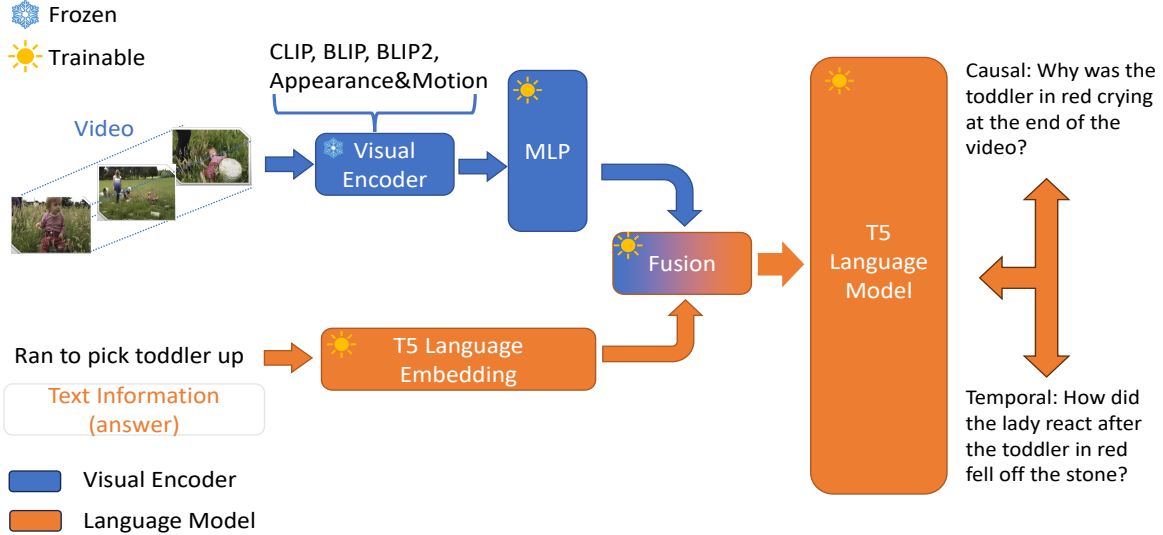 Frozen
Trainable
CLIP, BLIP, BLIP2,
Appearance&Motion
Video
Visual
Encoder
MLP
Fusion
T5
Language
Model
Causal: Why was the
toddler in red crying
at the end of the
video?
Ran to pick toddler up
Text Information
(answer)
T5 Language
Embedding
Temporal: How did
the lady react after
the toddler in red
fell off the stone?
Visual Encoder
Language Model